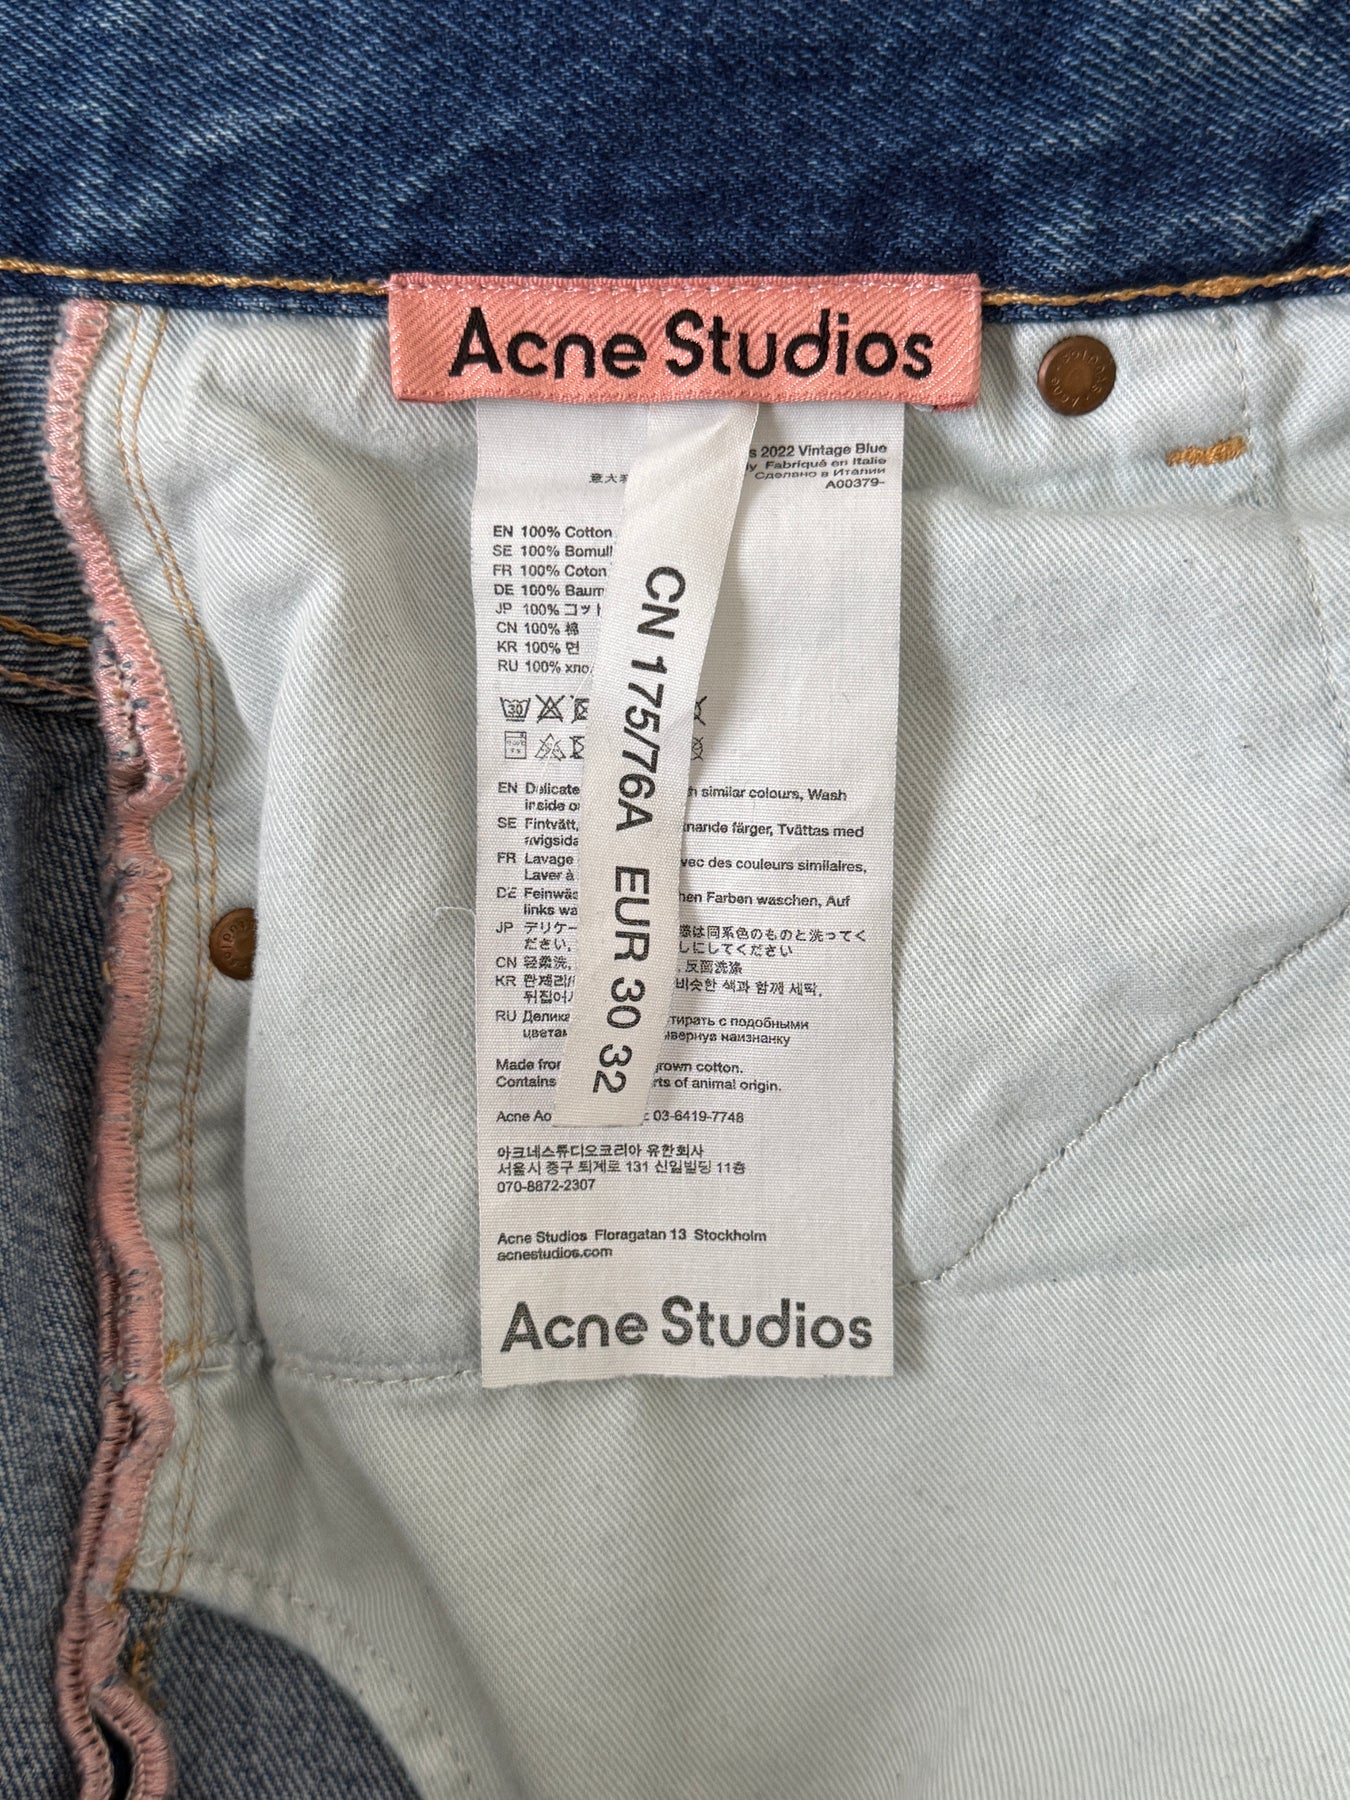 Acne Studios
2022 Vintage Blue
Fabriqué en Italie
意大
Сделано в Италии
A00379-
EN 100% Cotton
SE 100% Bomull
FR 100% Coton
DE 100% Baum
JP 100% コット
CN 100% 棉
KR 100% 면
RU 100% хло
CN 175/76A EUR 30 32
30
EN Delicate similar colours, Wash
inside
SE Fintvätt, nande färger, Tvättas med
avigsida
FR Lavage vec des couleurs similaires,
Laver à
DE Feinwäs hen Farben waschen, Auf
links wa
JP デリケー は同系色のものと洗ってく
ださい, にしてください
CN 轻柔洗, 反面洗涤
KR 비슷한 색과 함께 세탁,
뒤집어
RU Делика тирать с подобными
цветам вернув наизнанку
Made from grown cotton.
Contains rts of animal origin.
Acne Ao 03-6419-7748
아크네스튜디오코리아 유한회사
서울시 중구 퇴계로 131 신일빌딩 11층
070-8872-2307
Acne Studios Floragatan 13 Stockholm
acnestudios.com
Acne Studios